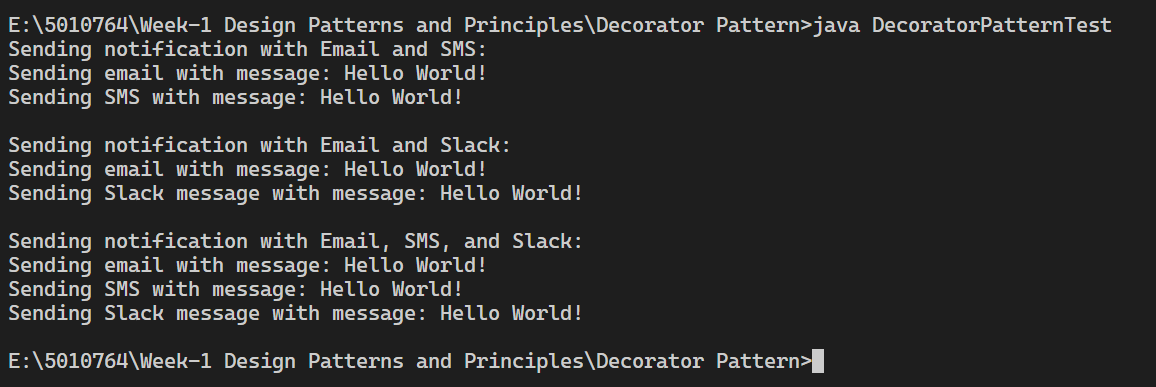 E:\5010764\Week-1 Design Patterns and Principles\Decorator Pattern>java DecoratorPatternTest
Sending notification with Email and SMS:
Sending email with message: Hello World!
Sending SMS with message: Hello World!
Sending notification with Email and Slack:
Sending email with message: Hello World!
Sending Slack message with message: Hello World!
Sending notification with Email, SMS, and Slack:
Sending email with message: Hello World!
Sending SMS with message: Hello World!
Sending Slack message with message: Hello World!
E:\5010764\Week-1 Design Patterns and Principles\Decorator Pattern>